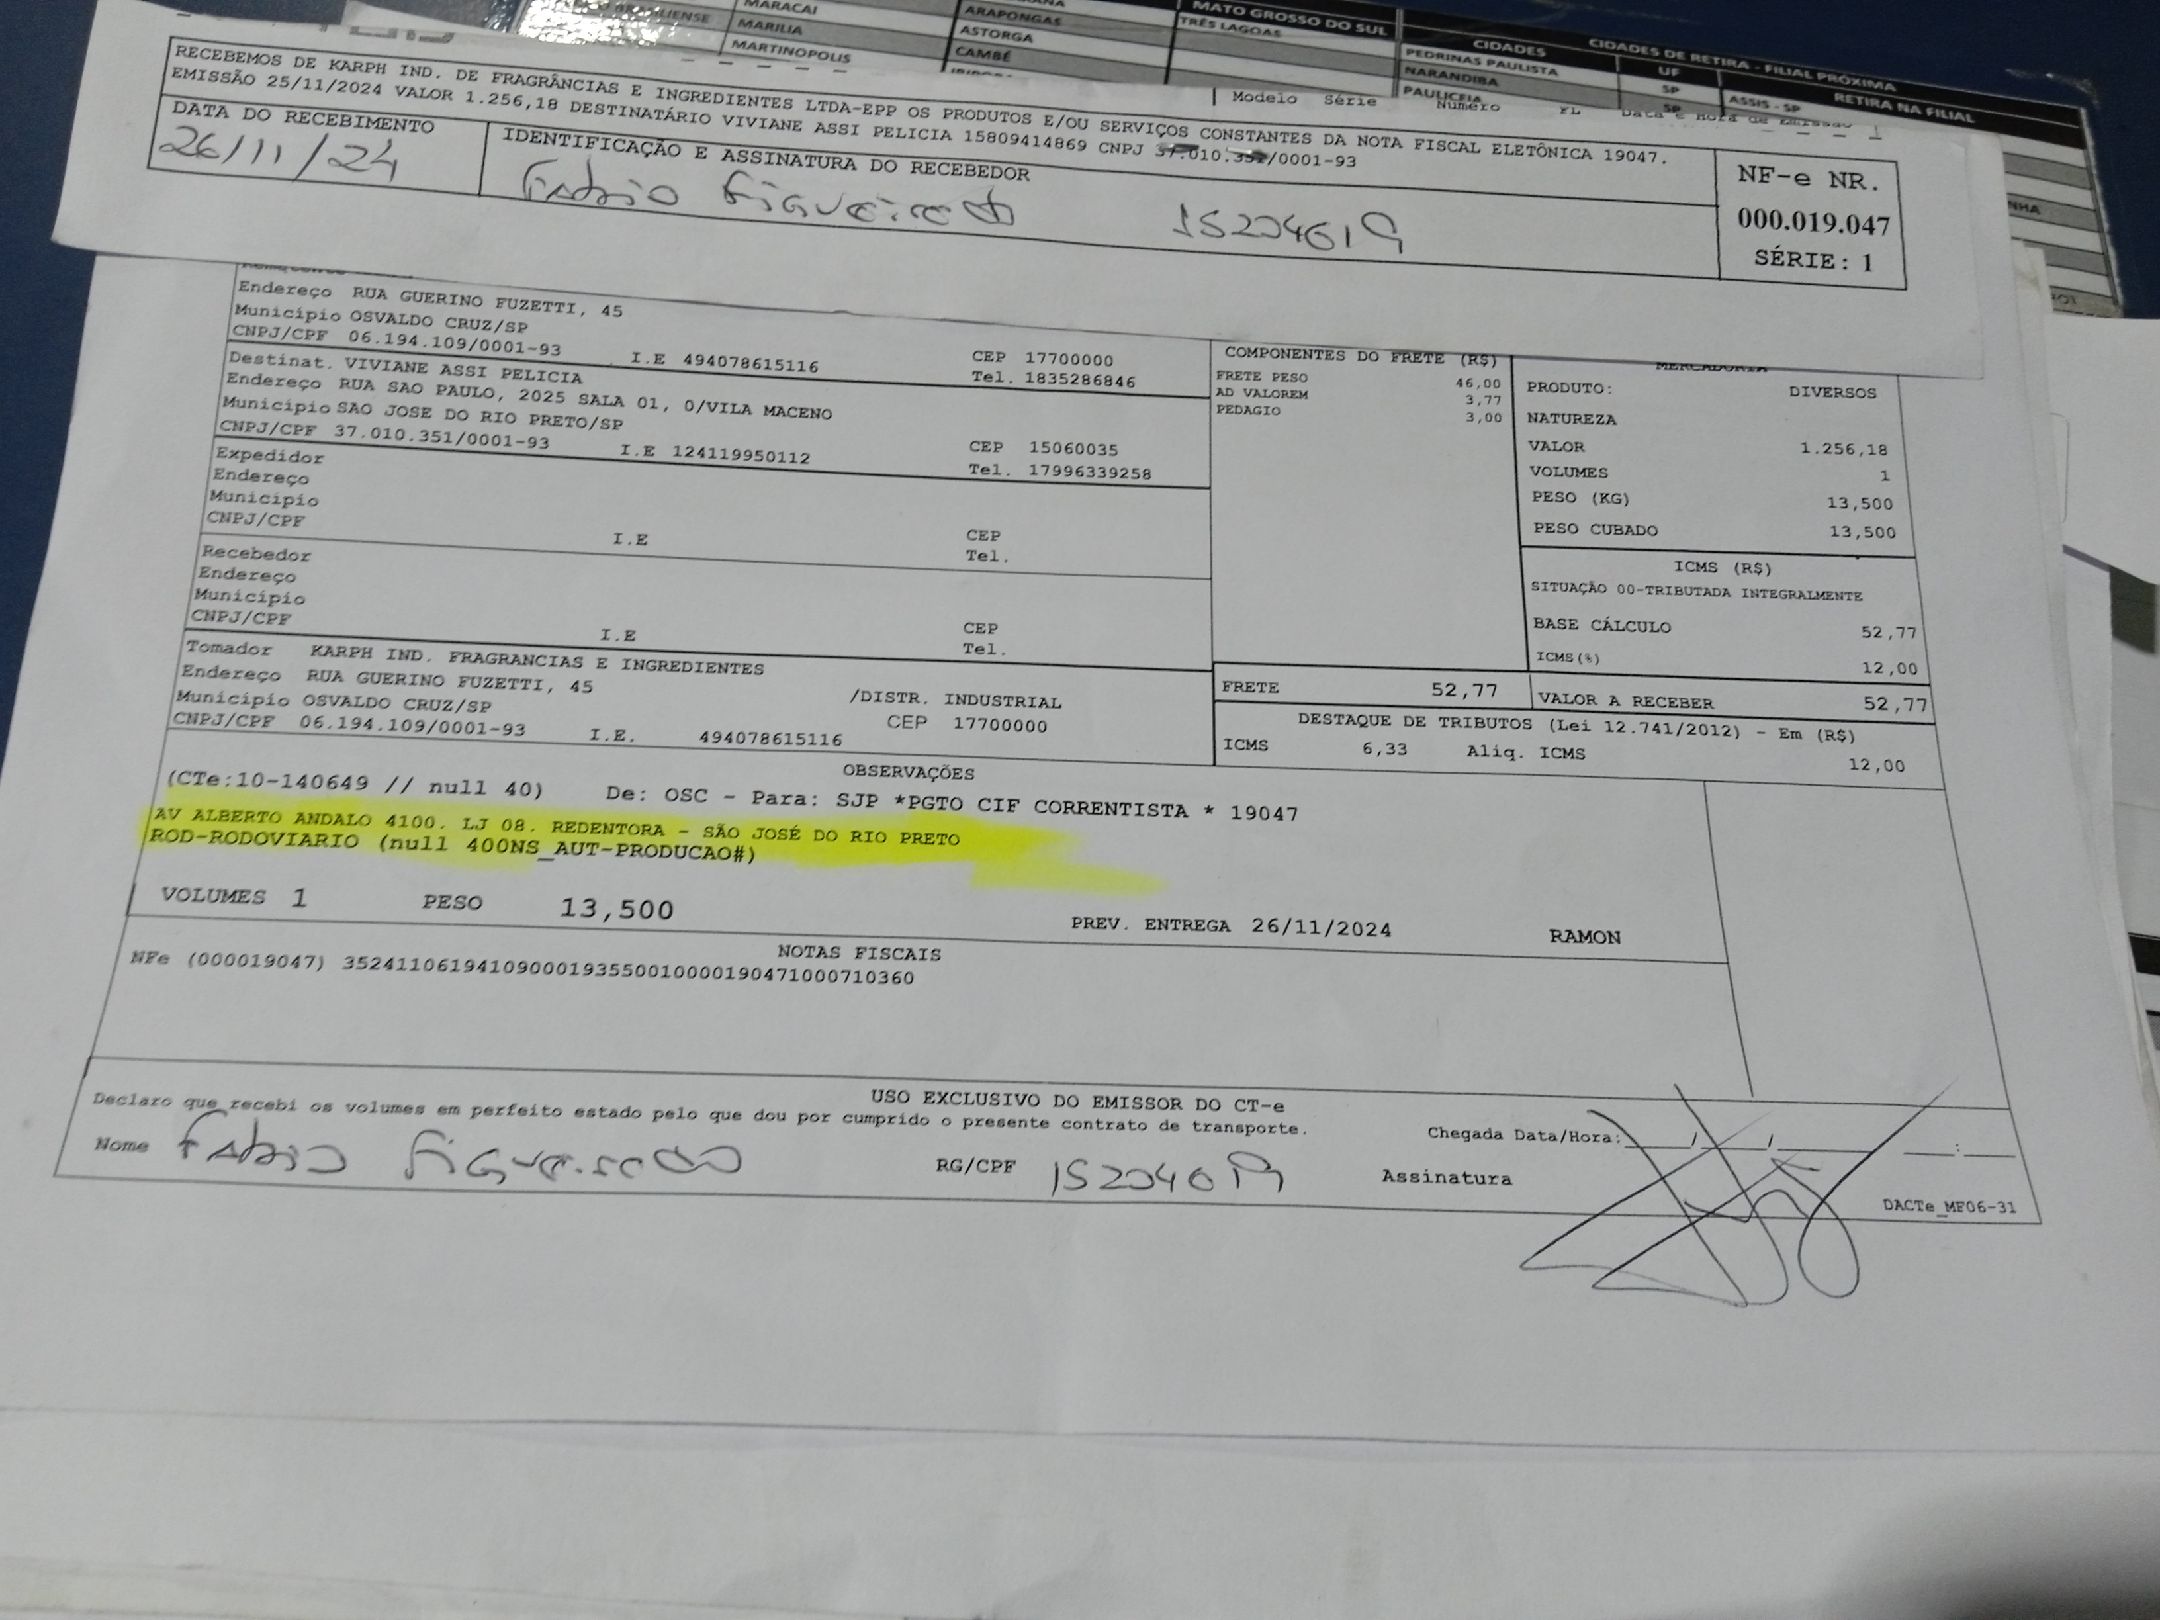 MARACAI
MARILIA
MARTINOPOLIS
ARAPONGAS
ASTORGA
CAMBÉ
MATO GROSSO DO SUL
TRÊS LAGOAS
CIDADES DE RETIRA - FILIAL PRÓXIMA
CIDADES UF RETIRA NA FILIAL
PEDRINAS PAULISTA SP ASSIS - SP
NARANDIBA SP
PAULICEIA
Modelo Série Número FL Data e Hora de Emissão
RECEBEMOS DE KARPH IND. DE FRAGRÂNCIAS E INGREDIENTES LTDA-EPP OS PRODUTOS E/OU SERVIÇOS CONSTANTES DA NOTA FISCAL ELETÔNICA 19047.
EMISSÃO 25/11/2024 VALOR 1.256,18 DESTINATÁRIO VIVIANE ASSI PELICIA 15809414869 CNPJ 37.010.351/0001-93
DATA DO RECEBIMENTO
26/11/24
IDENTIFICAÇÃO E ASSINATURA DO RECEBEDOR
Fabio Figueiredo 15204619
NF-e NR.
000.019.047
SÉRIE: 1
Endereço RUA GUERINO FUZETTI, 45
Município OSVALDO CRUZ/SP
CNPJ/CPF 06.194.109/0001-93 I.E 494078615116 CEP 17700000
Tel. 1835286846
Destinat. VIVIANE ASSI PELICIA
Endereço RUA SAO PAULO, 2025 SALA 01, 0/VILA MACENO
Município SAO JOSE DO RIO PRETO/SP
CNPJ/CPF 37.010.351/0001-93 I.E 124119950112 CEP 15060035
Tel. 17996339258
Expedidor
Endereço
Município
CNPJ/CPF I.E CEP
Tel.
Recebedor
Endereço
Município
CNPJ/CPF I.E CEP
Tel.
Tomador KARPH IND. FRAGRANCIAS E INGREDIENTES
Endereço RUA GUERINO FUZETTI, 45 /DISTR. INDUSTRIAL
Município OSVALDO CRUZ/SP CEP 17700000
CNPJ/CPF 06.194.109/0001-93 I.E. 494078615116
COMPONENTES DO FRETE (R$)
FRETE PESO 46,00
AD VALOREM 3,77
PEDAGIO 3,00
MERCADORIA
PRODUTO: DIVERSOS
NATUREZA
VALOR 1.256,18
VOLUMES 1
PESO (KG) 13,500
PESO CUBADO 13,500
ICMS (R$)
SITUAÇÃO 00-TRIBUTADA INTEGRALMENTE
BASE CÁLCULO 52,77
ICMS(%) 12,00
FRETE 52,77 VALOR A RECEBER 52,77
DESTAQUE DE TRIBUTOS (Lei 12.741/2012) - Em (R$)
ICMS 6,33 Aliq. ICMS 12,00
OBSERVAÇÕES
(CTe:10-140649 // null 40) De: OSC - Para: SJP *PGTO CIF CORRENTISTA * 19047
AV ALBERTO ANDALO 4100. LJ 08. REDENTORA - SÃO JOSÉ DO RIO PRETO
ROD-RODOVIARIO (null 400NS_AUT-PRODUCAO#)
VOLUMES 1 PESO 13,500 PREV. ENTREGA 26/11/2024 RAMON
NOTAS FISCAIS
NFe (000019047) 35241106194109000193550010000190471000710360
USO EXCLUSIVO DO EMISSOR DO CT-e
Declaro que recebi os volumes em perfeito estado pelo que dou por cumprido o presente contrato de transporte.
Nome Fabio Figueiredo RG/CPF 15204619 Chegada Data/Hora:____/____/______ ___:___
Assinatura
DACTe_MF06-31